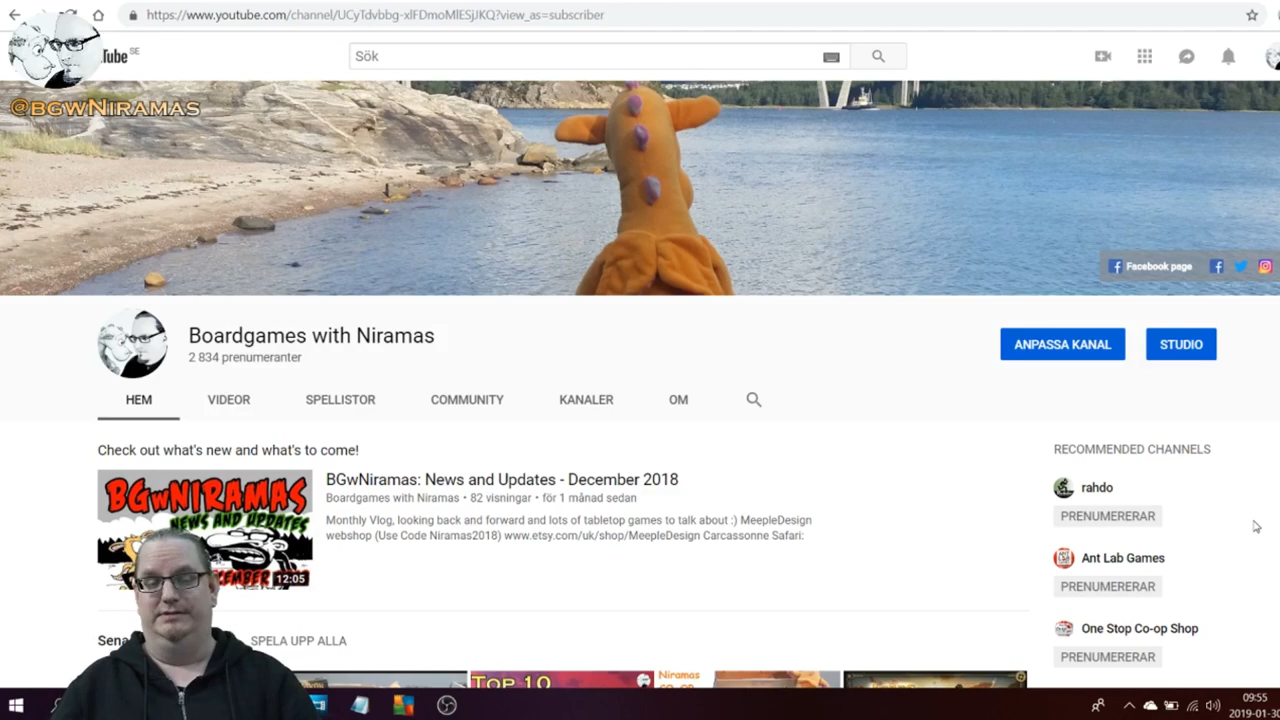 https://www.youtube.com/channel/UCyTdvbbg-xlFDmoMlESjJKQ?view_as=subscriber
Tube SE
Sök
@BGWNIRAMAS
Facebook page
Boardgames with Niramas
2 834 prenumeranter
ANPASSA KANAL
STUDIO
HEM
VIDEOR
SPELLISTOR
COMMUNITY
KANALER
OM
Check out what's new and what's to come!
RECOMMENDED CHANNELS
BGwNIRAMAS
NEWS AND UPDATES
12:05
BGwNiramas: News and Updates - December 2018
Boardgames with Niramas • 82 visningar • för 1 månad sedan
Monthly Vlog, looking back and forward and lots of tabletop games to talk about :) MeepleDesign
webshop (Use Code Niramas2018) www.etsy.com/uk/shop/MeepleDesign Carcassonne Safari:
rahdo
PRENUMERERAR
Ant Lab Games
PRENUMERERAR
One Stop Co-op Shop
PRENUMERERAR
SPELA UPP ALLA
TOP 10
Niramas
09:55
2019-01-30